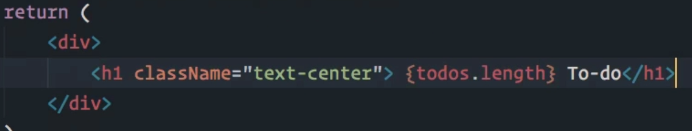 return (
<div>
<h1 className="text-center"> {todos.length} To-do</h1>
</div>